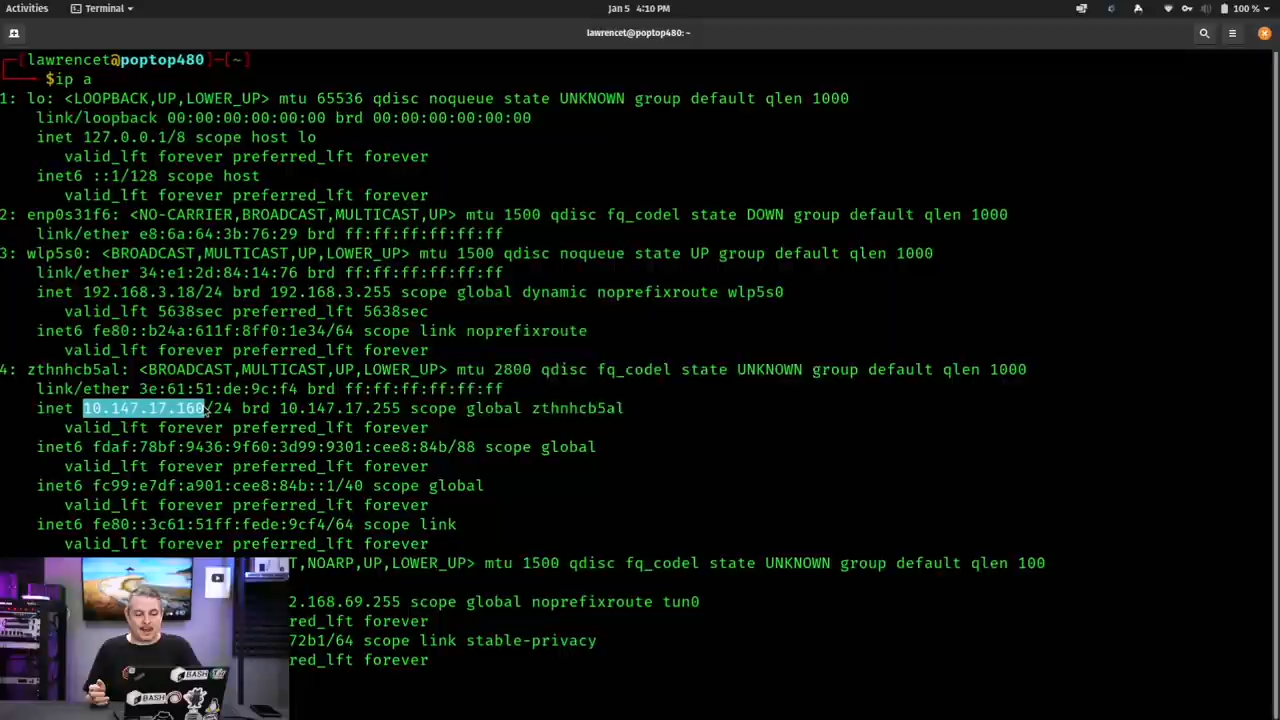 Activities Terminal Jan 5 4:10 PM 100 %
lawrencet@poptop480: ~
[lawrencet@poptop480]-[~]
$ip a
1: lo: <LOOPBACK,UP,LOWER_UP> mtu 65536 qdisc noqueue state UNKNOWN group default qlen 1000
link/loopback 00:00:00:00:00:00 brd 00:00:00:00:00:00
inet 127.0.0.1/8 scope host lo
valid_lft forever preferred_lft forever
inet6 ::1/128 scope host
valid_lft forever preferred_lft forever
2: enp0s31f6: <NO-CARRIER,BROADCAST,MULTICAST,UP> mtu 1500 qdisc fq_codel state DOWN group default qlen 1000
link/ether e8:6a:64:3b:76:29 brd ff:ff:ff:ff:ff:ff
3: wlp5s0: <BROADCAST,MULTICAST,UP,LOWER_UP> mtu 1500 qdisc noqueue state UP group default qlen 1000
link/ether 34:e1:2d:84:14:76 brd ff:ff:ff:ff:ff:ff
inet 192.168.3.18/24 brd 192.168.3.255 scope global dynamic noprefixroute wlp5s0
valid_lft 5638sec preferred_lft 5638sec
inet6 fe80::b24a:611f:8ff0:1e34/64 scope link noprefixroute
valid_lft forever preferred_lft forever
4: zthnhcb5al: <BROADCAST,MULTICAST,UP,LOWER_UP> mtu 2800 qdisc fq_codel state UNKNOWN group default qlen 1000
link/ether 3e:61:51:de:9c:f4 brd ff:ff:ff:ff:ff:ff
inet 10.147.17.160/24 brd 10.147.17.255 scope global zthnhcb5al
valid_lft forever preferred_lft forever
inet6 fdaf:78bf:9436:9f60:3d99:9301:cee8:84b/88 scope global
valid_lft forever preferred_lft forever
inet6 fc99:e7df:a901:cee8:84b::1/40 scope global
valid_lft forever preferred_lft forever
inet6 fe80::3c61:51ff:fede:9cf4/64 scope link
valid_lft forever preferred_lft forever
T,NOARP,UP,LOWER_UP> mtu 1500 qdisc fq_codel state UNKNOWN group default qlen 100
2.168.69.255 scope global noprefixroute tun0
red_lft forever
72b1/64 scope link stable-privacy
red_lft forever
BASH
BASH